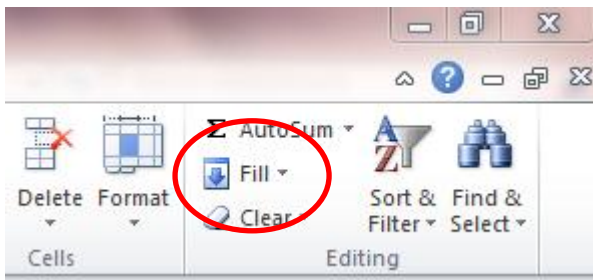 Σ AutoSum
Fill
Clear
Delete
Format
Sort &
Filter
Find &
Select
Cells
Editing